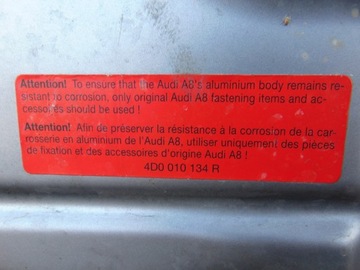 Attention! To ensure that the Audi A8's aluminium body remains re-
sistant to corrosion, only original Audi A8 fastening items and ac-
cessoires should be used !
Attention! Afin de préserver la résistance à la corrosion de la car-
rosserie en aluminium de l'Audi A8, utiliser uniquement des pièces
de fixation et des accessoires d'origine Audi A8 !
4D0 010 134 R